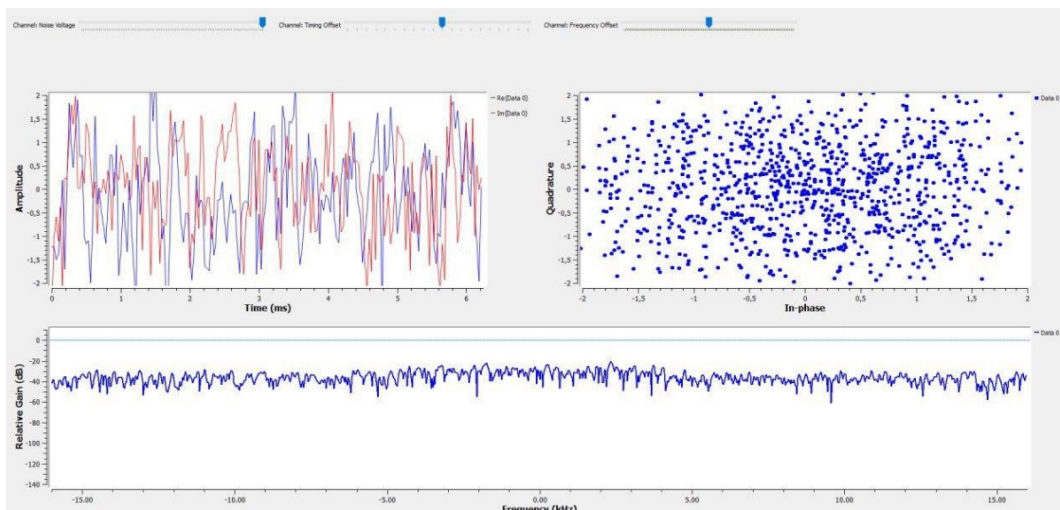 Channel: Noise Voltage
Channel: Timing Offset
Channel: Frequency Offset
2
1,5
1
0,5
0
-0,5
-1
-1,5
-2
Amplitude
0 1 2 3 4 5 6
Time (ms)
Re{Data 0}
Im{Data 0}
2
1,5
1
0,5
0
-0,5
-1
-1,5
-2
Quadrature
-2 -1,5 -1 -0,5 0 0,5 1 1,5 2
In-phase
Data 0
0
-20
-40
-60
-80
-100
-120
-140
Relative Gain (dB)
-15.00 -10.00 -5.00 0.00 5.00 10.00 15.00
Frequency (kHz)
Data 0